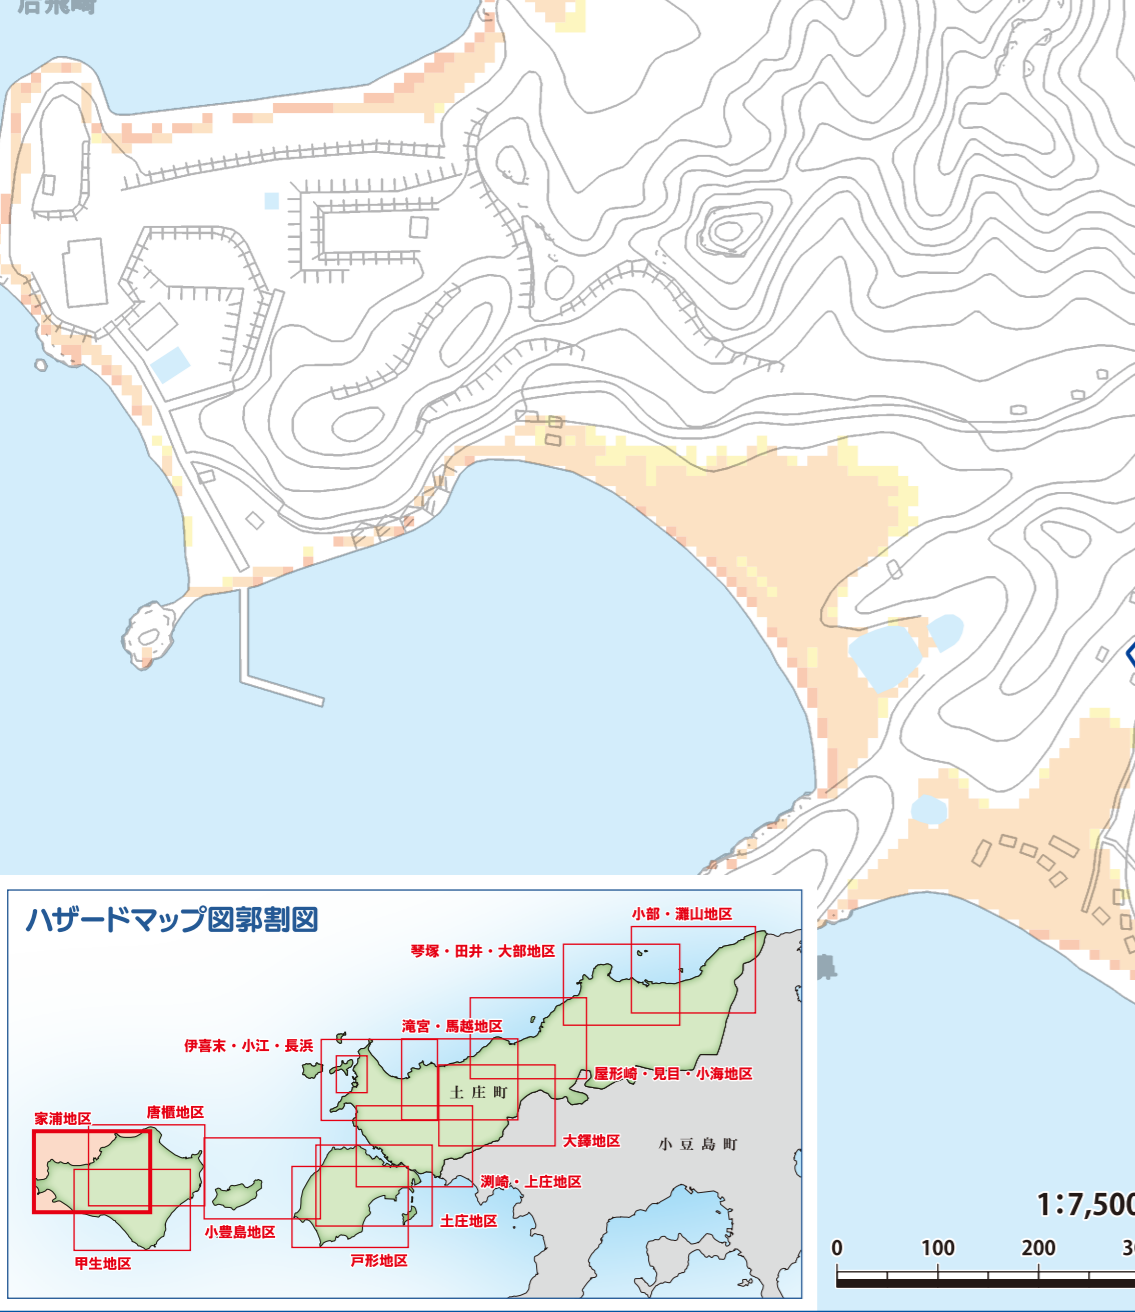 ハザードマップ図郭割図
小部・灘山地区
琴塚・田井・大部地区
滝宮・馬越地区
伊喜末・小江・長浜
屋形崎・見目・小海地区
土庄町
家浦地区
唐櫃地区
大鐸地区
小豆島町
渕崎・上庄地区
土庄地区
小豊島地区
戸形地区
甲生地区
1:7,500
0 100 200